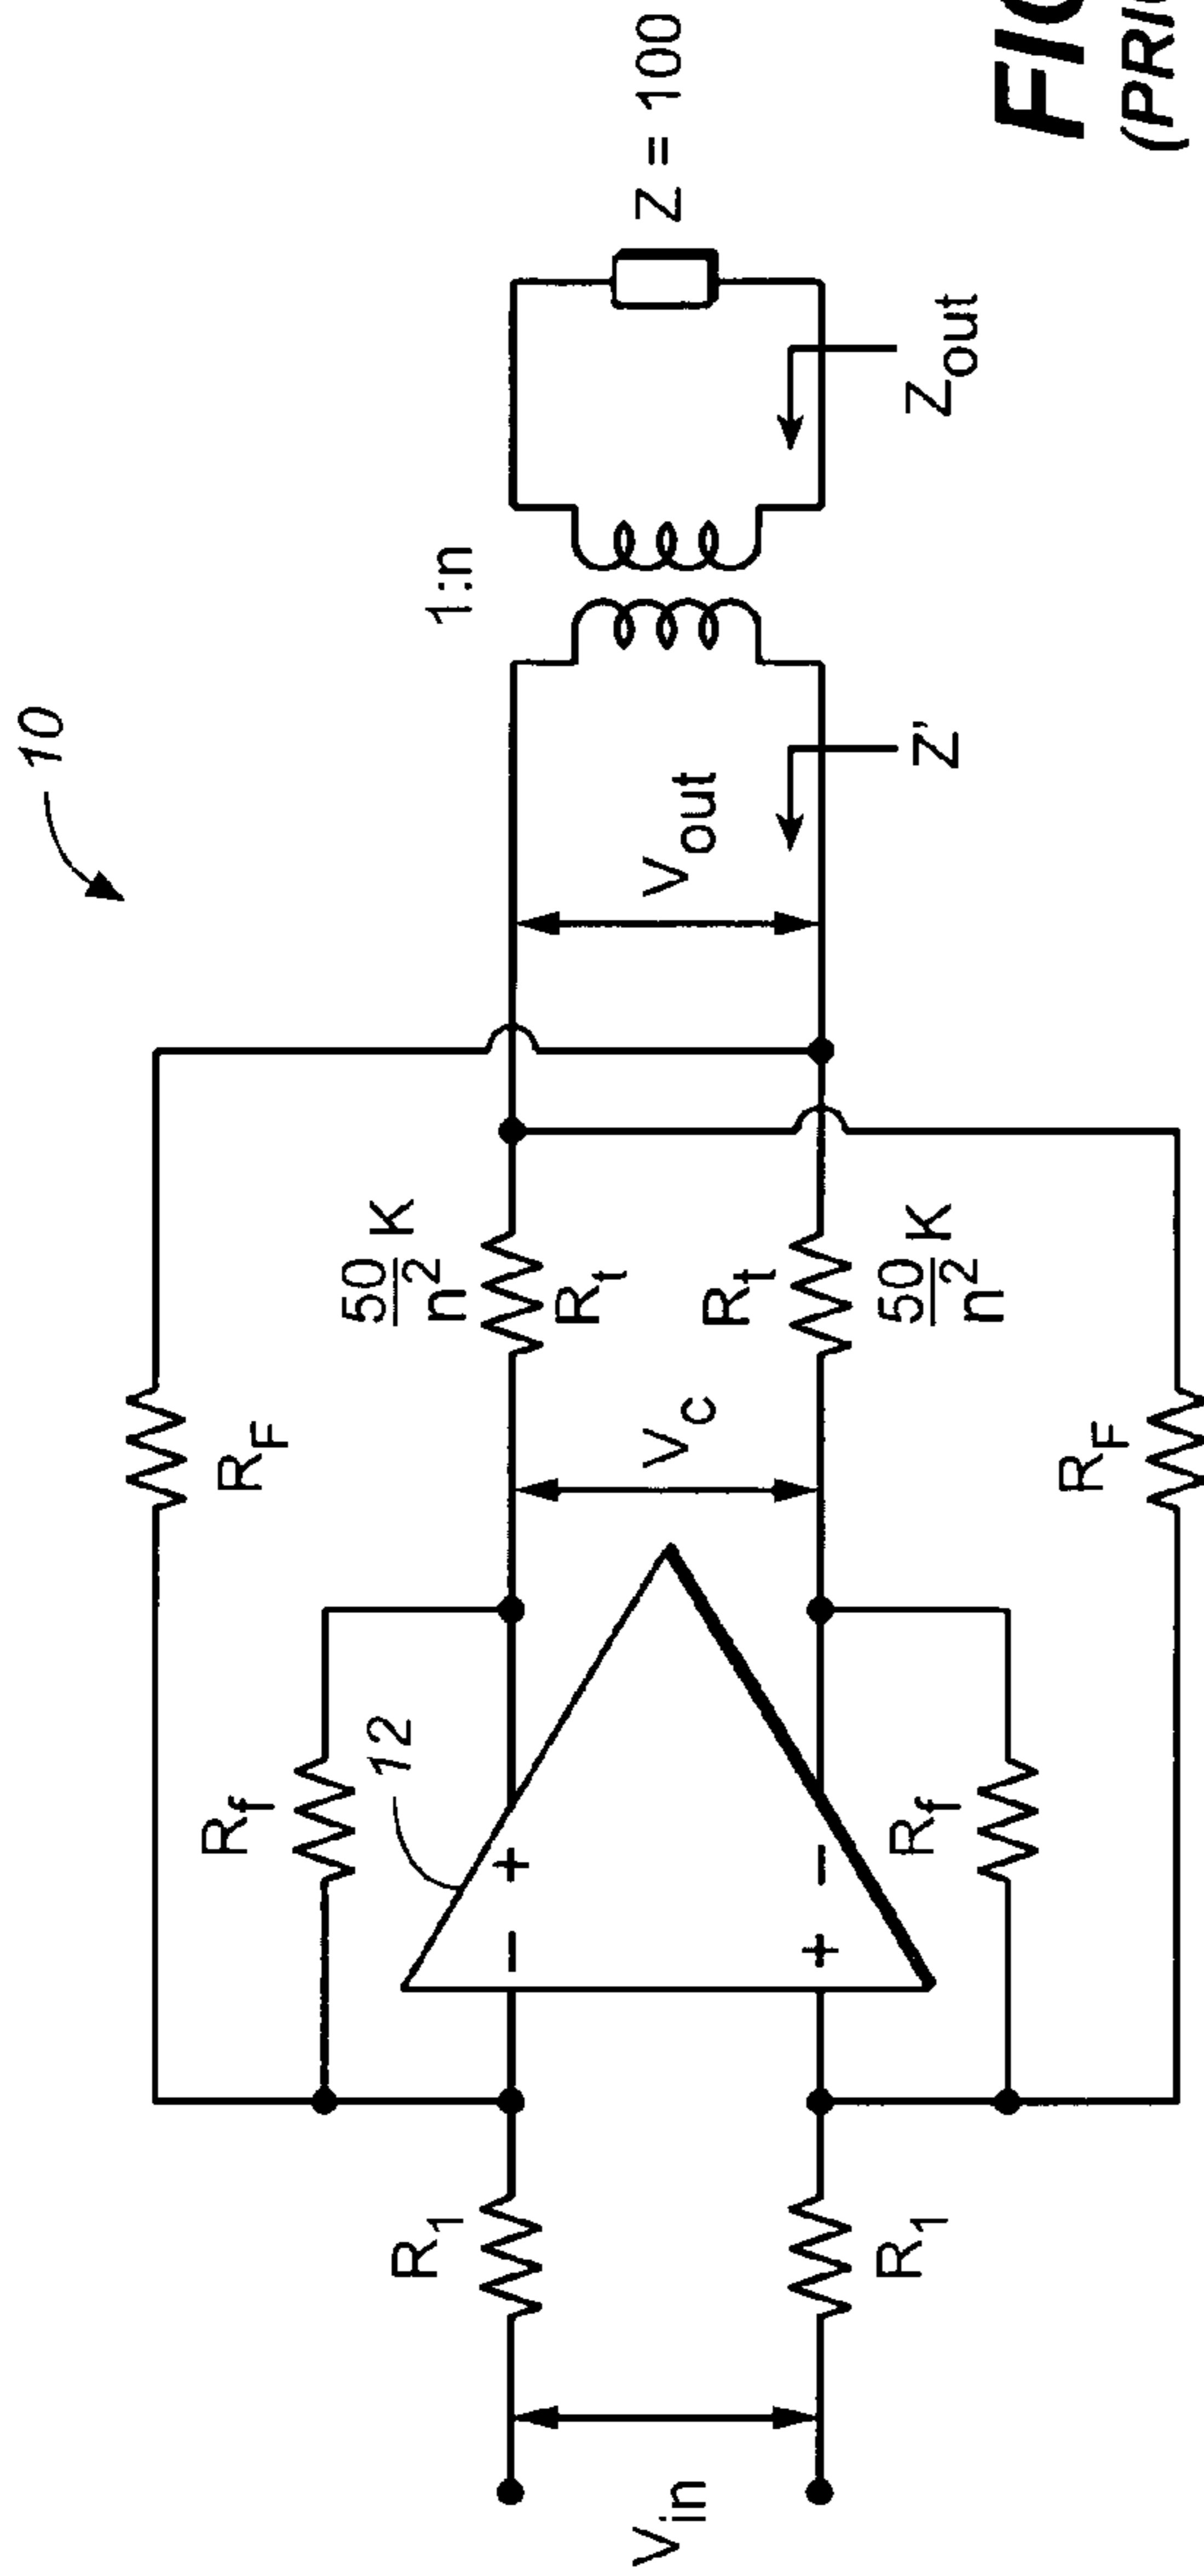 10
R_F
R_f
12
50/n² K
R_t
1:n
R_1
V_in
- +
+ -
V_c
V_out
Z = 100
R_t
50/n² K
R_1
R_f
Z'
Z_out
R_F